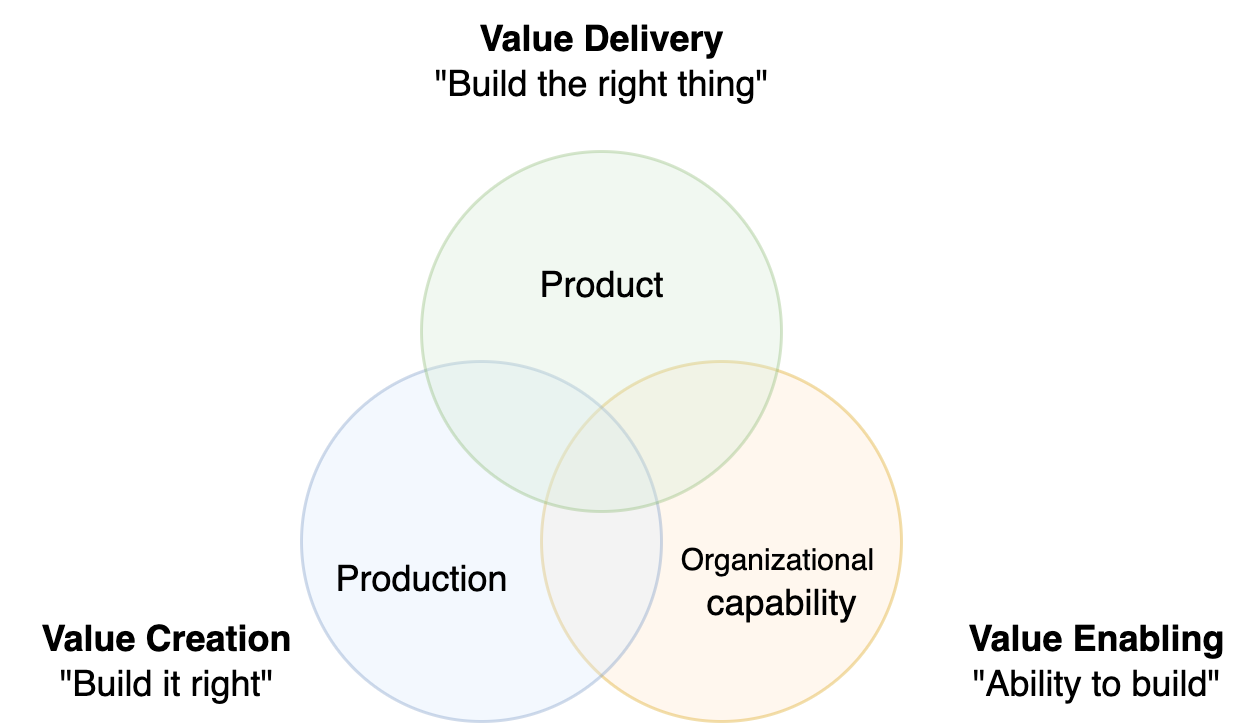 Value Delivery
"Build the right thing"
Product
Production
Organizational
capability
Value Creation
"Build it right"
Value Enabling
"Ability to build"